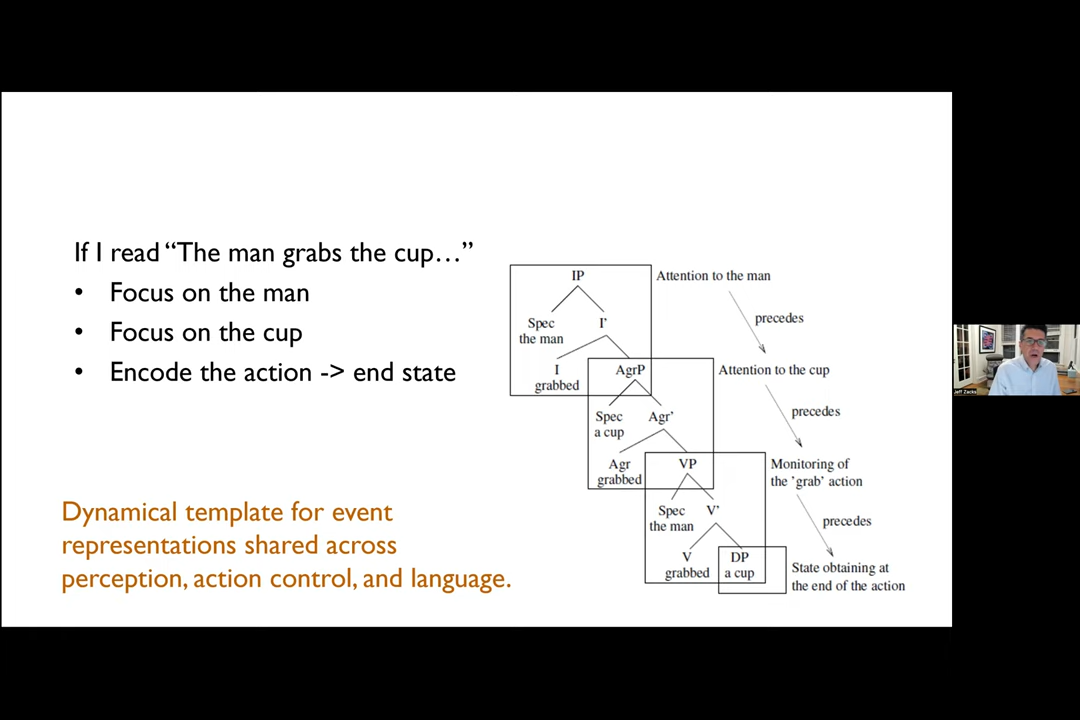 If I read “The man grabs the cup…”
• Focus on the man
• Focus on the cup
• Encode the action -> end state
Dynamical template for event
representations shared across
perception, action control, and language.
IP
Attention to the man
Spec
the man
I’
precedes
I
grabbed
AgrP
Attention to the cup
Spec
a cup
Agr’
precedes
Agr
grabbed
VP
Monitoring of
the 'grab' action
Spec
the man
V’
precedes
V
grabbed
DP
a cup
State obtaining at
the end of the action
Jeff Zacks